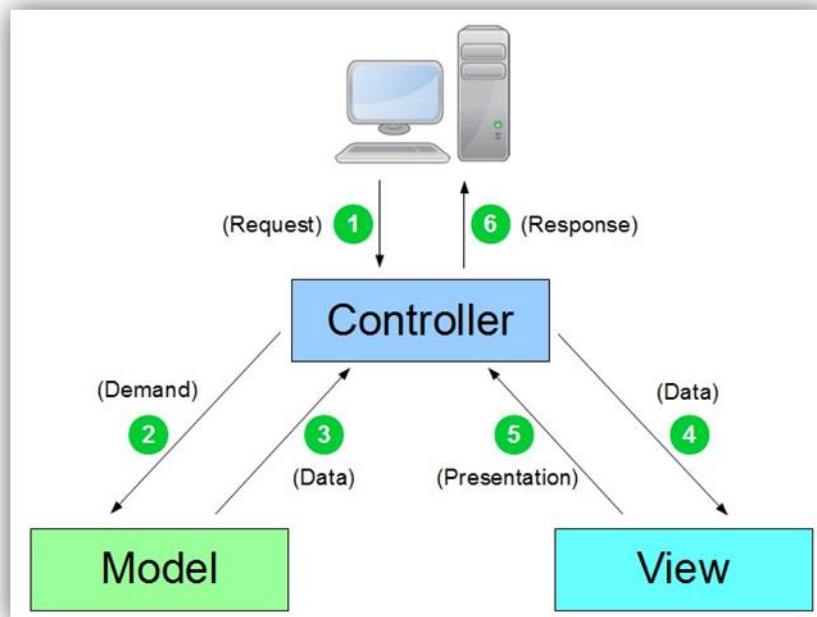 (Request) 1 6 (Response)
Controller
(Demand) (Data)
2 3 5 4
(Data) (Presentation)
Model View